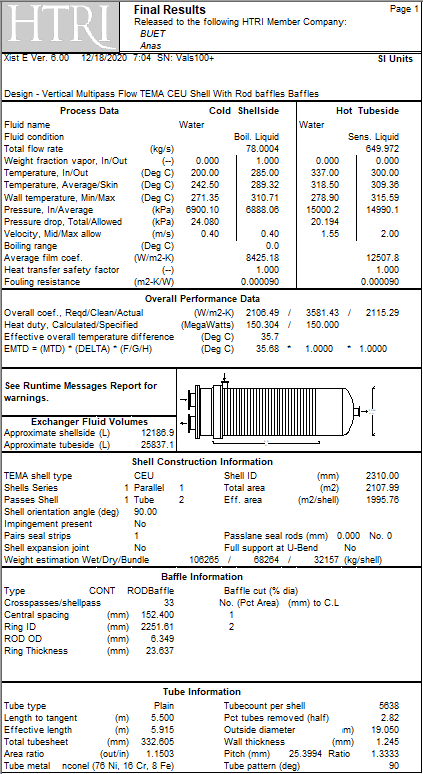 HTRI
Final Results Page 1
Released to the following HTRI Member Company:
BUET
Anas
Xist E Ver. 6.00 12/18/2020 7:04 SN: Vals100+ SI Units
Design - Vertical Multipass Flow TEMA CEU Shell With Rod baffles Baffles
Process Data Cold Shellside Hot Tubeside
Fluid name Water Water
Fluid condition Boil. Liquid Sens. Liquid
Total flow rate (kg/s) 78.0004 649.972
Weight fraction vapor, In/Out (--) 0.000 1.000 0.000 0.000
Temperature, In/Out (Deg C) 200.00 285.00 337.00 300.00
Temperature, Average/Skin (Deg C) 242.50 289.32 318.50 309.36
Wall temperature, Min/Max (Deg C) 271.35 310.71 278.90 315.59
Pressure, In/Average (kPa) 6900.10 6888.06 15000.2 14990.1
Pressure drop, Total/Allowed (kPa) 24.080 20.194
Velocity, Mid/Max allow (m/s) 0.40 0.40 1.55 2.00
Boiling range (Deg C) 0.0
Average film coef. (W/m2-K) 8425.18 12507.8
Heat transfer safety factor (--) 1.000 1.000
Fouling resistance (m2-K/W) 0.000090 0.000090
Overall Performance Data
Overall coef., Reqd/Clean/Actual (W/m2-K) 2106.49 / 3581.43 / 2115.29
Heat duty, Calculated/Specified (MegaWatts) 150.304 / 150.000
Effective overall temperature difference (Deg C) 35.7
EMTD = (MTD) * (DELTA) * (F/G/H) (Deg C) 35.68 * 1.0000 * 1.0000
See Runtime Messages Report for
warnings.
Exchanger Fluid Volumes
Approximate shellside (L) 12186.9
Approximate tubeside (L) 25837.1
Shell Construction Information
TEMA shell type CEU Shell ID (mm) 2310.00
Shells Series 1 Parallel 1 Total area (m2) 2107.99
Passes Shell 1 Tube 2 Eff. area (m2/shell) 1995.76
Shell orientation angle (deg) 90.00
Impingement present No
Pairs seal strips 1 Passlane seal rods (mm) 0.000 No. 0
Shell expansion joint No Full support at U-Bend No
Weight estimation Wet/Dry/Bundle 106265 / 68264 / 32157 (kg/shell)
Baffle Information
Type CONT RODBaffle Baffle cut (% dia)
Crosspasses/shellpass 33 No. (Pct Area) (mm) to C.L
Central spacing (mm) 152.400 1
Ring ID (mm) 2251.61 2
ROD OD (mm) 6.349
Ring Thickness (mm) 23.637
Tube Information
Tube type Plain Tubecount per shell 5638
Length to tangent (m) 5.500 Pct tubes removed (half) 2.82
Effective length (m) 5.915 Outside diameter m) 19.050
Total tubesheet (mm) 332.605 Wall thickness (mm) 1.245
Area ratio (out/in) 1.1503 Pitch (mm) 25.3994 Ratio 1.3333
Tube metal nconel (76 Ni, 16 Cr, 8 Fe) Tube pattern (deg) 90